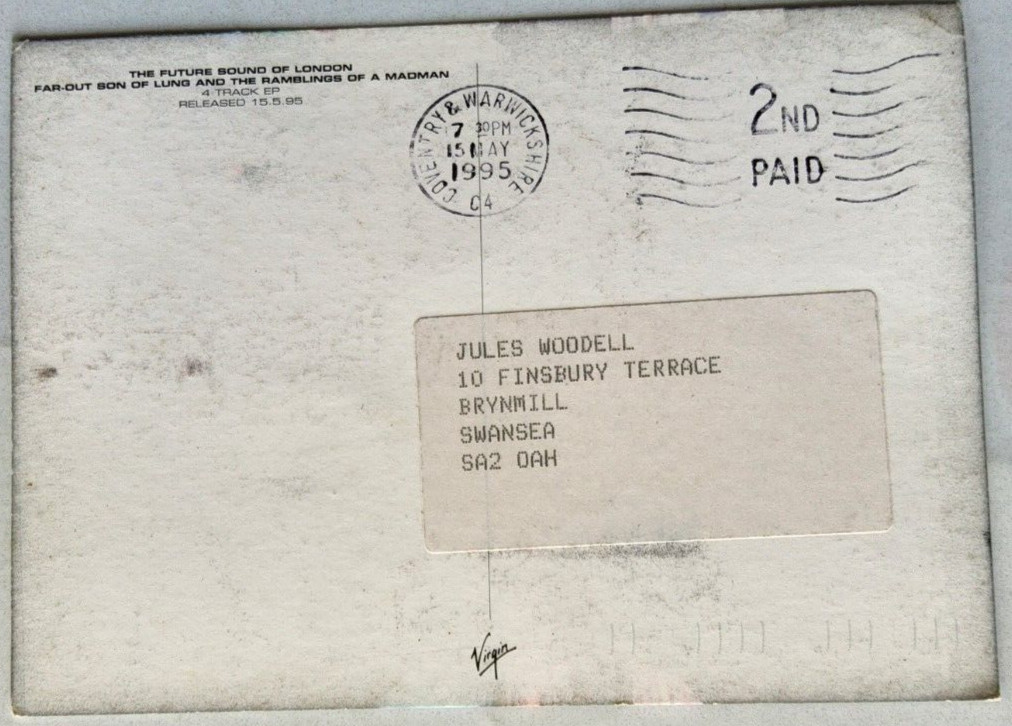 THE FUTURE SOUND OF LONDON
FAR-OUT SON OF LUNG AND THE RAMBLINGS OF A MADMAN
4 TRACK EP
RELEASED 15.5.95
COVENTRY & WARWICKSHIRE
7 30PM
15 MAY
1995
C4
2ND
PAID
JULES WOODELL
10 FINSBURY TERRACE
BRYNMILL
SWANSEA
SA2 0AH
Virgin